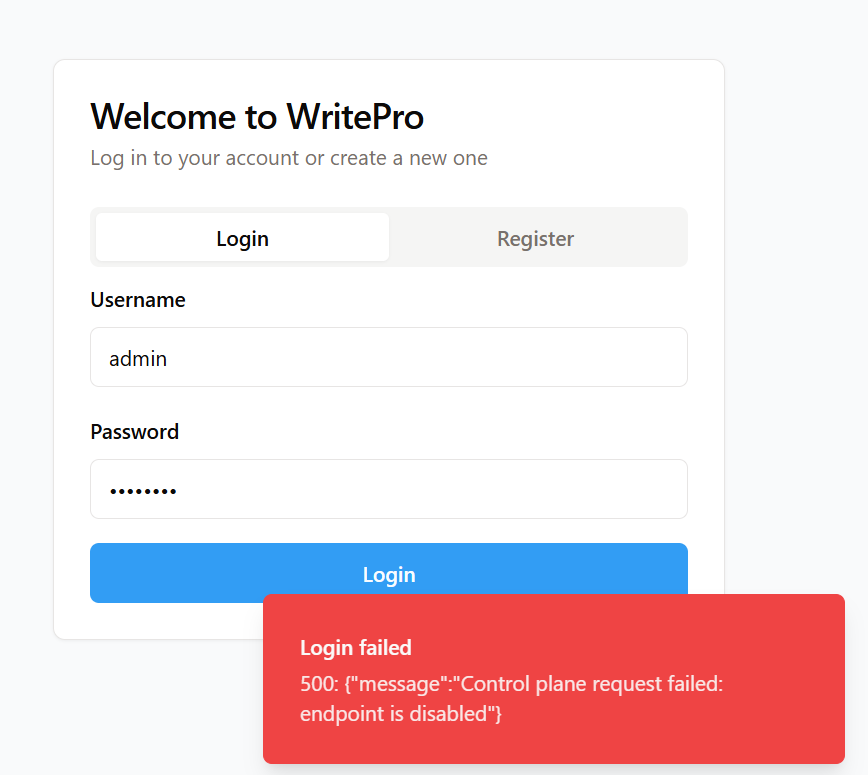 Welcome to WritePro
Log in to your account or create a new one
Login
Register
Username
admin
Password
••••••••
Login
Login failed
500: {"message":"Control plane request failed:
endpoint is disabled"}